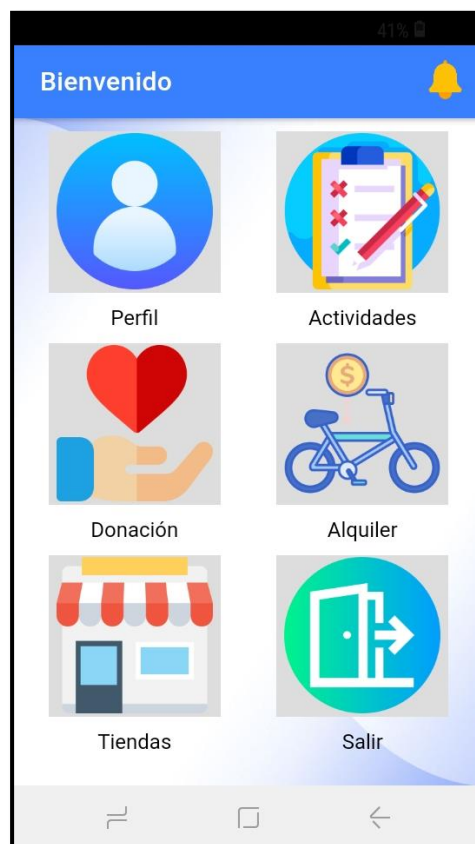 41%
Bienvenido
Perfil
Actividades
$
Donación
Alquiler
Tiendas
Salir